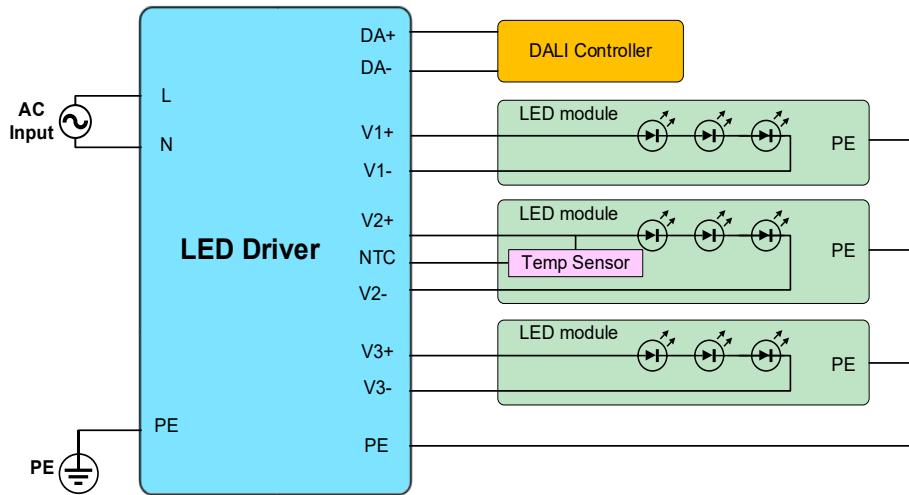 DA+
DALI Controller
DA-
L
AC
Input
LED module
V1+
PE
N
V1-
LED module
V2+
LED Driver
NTC
Temp Sensor
PE
V2-
LED module
V3+
PE
V3-
PE
PE
PE